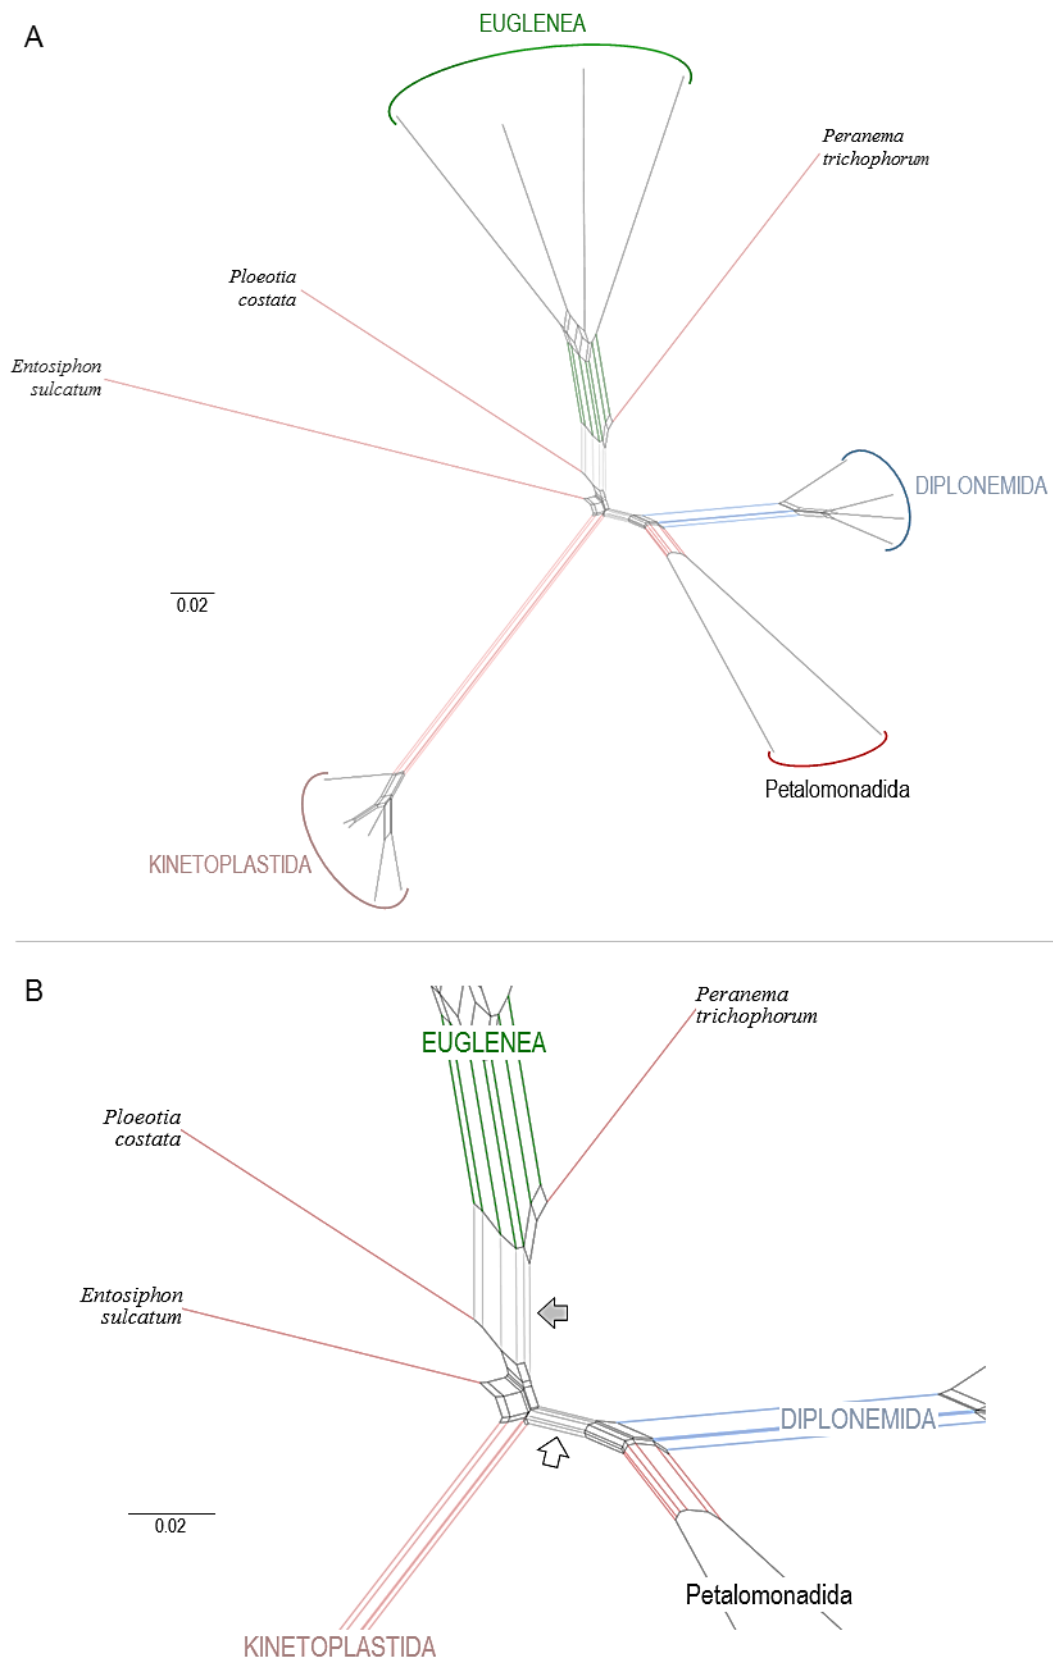 A
EUGLENEA
Peranema
trichophorum
Ploeotia
costata
Entosiphon
sulcatum
DIPLONEMIDA
0.02
Petalomonadida
KINETOPLASTIDA
B
Peranema
trichophorum
EUGLENEA
Ploeotia
costata
Entosiphon
sulcatum
DIPLONEMIDA
0.02
Petalomonadida
KINETOPLASTIDA